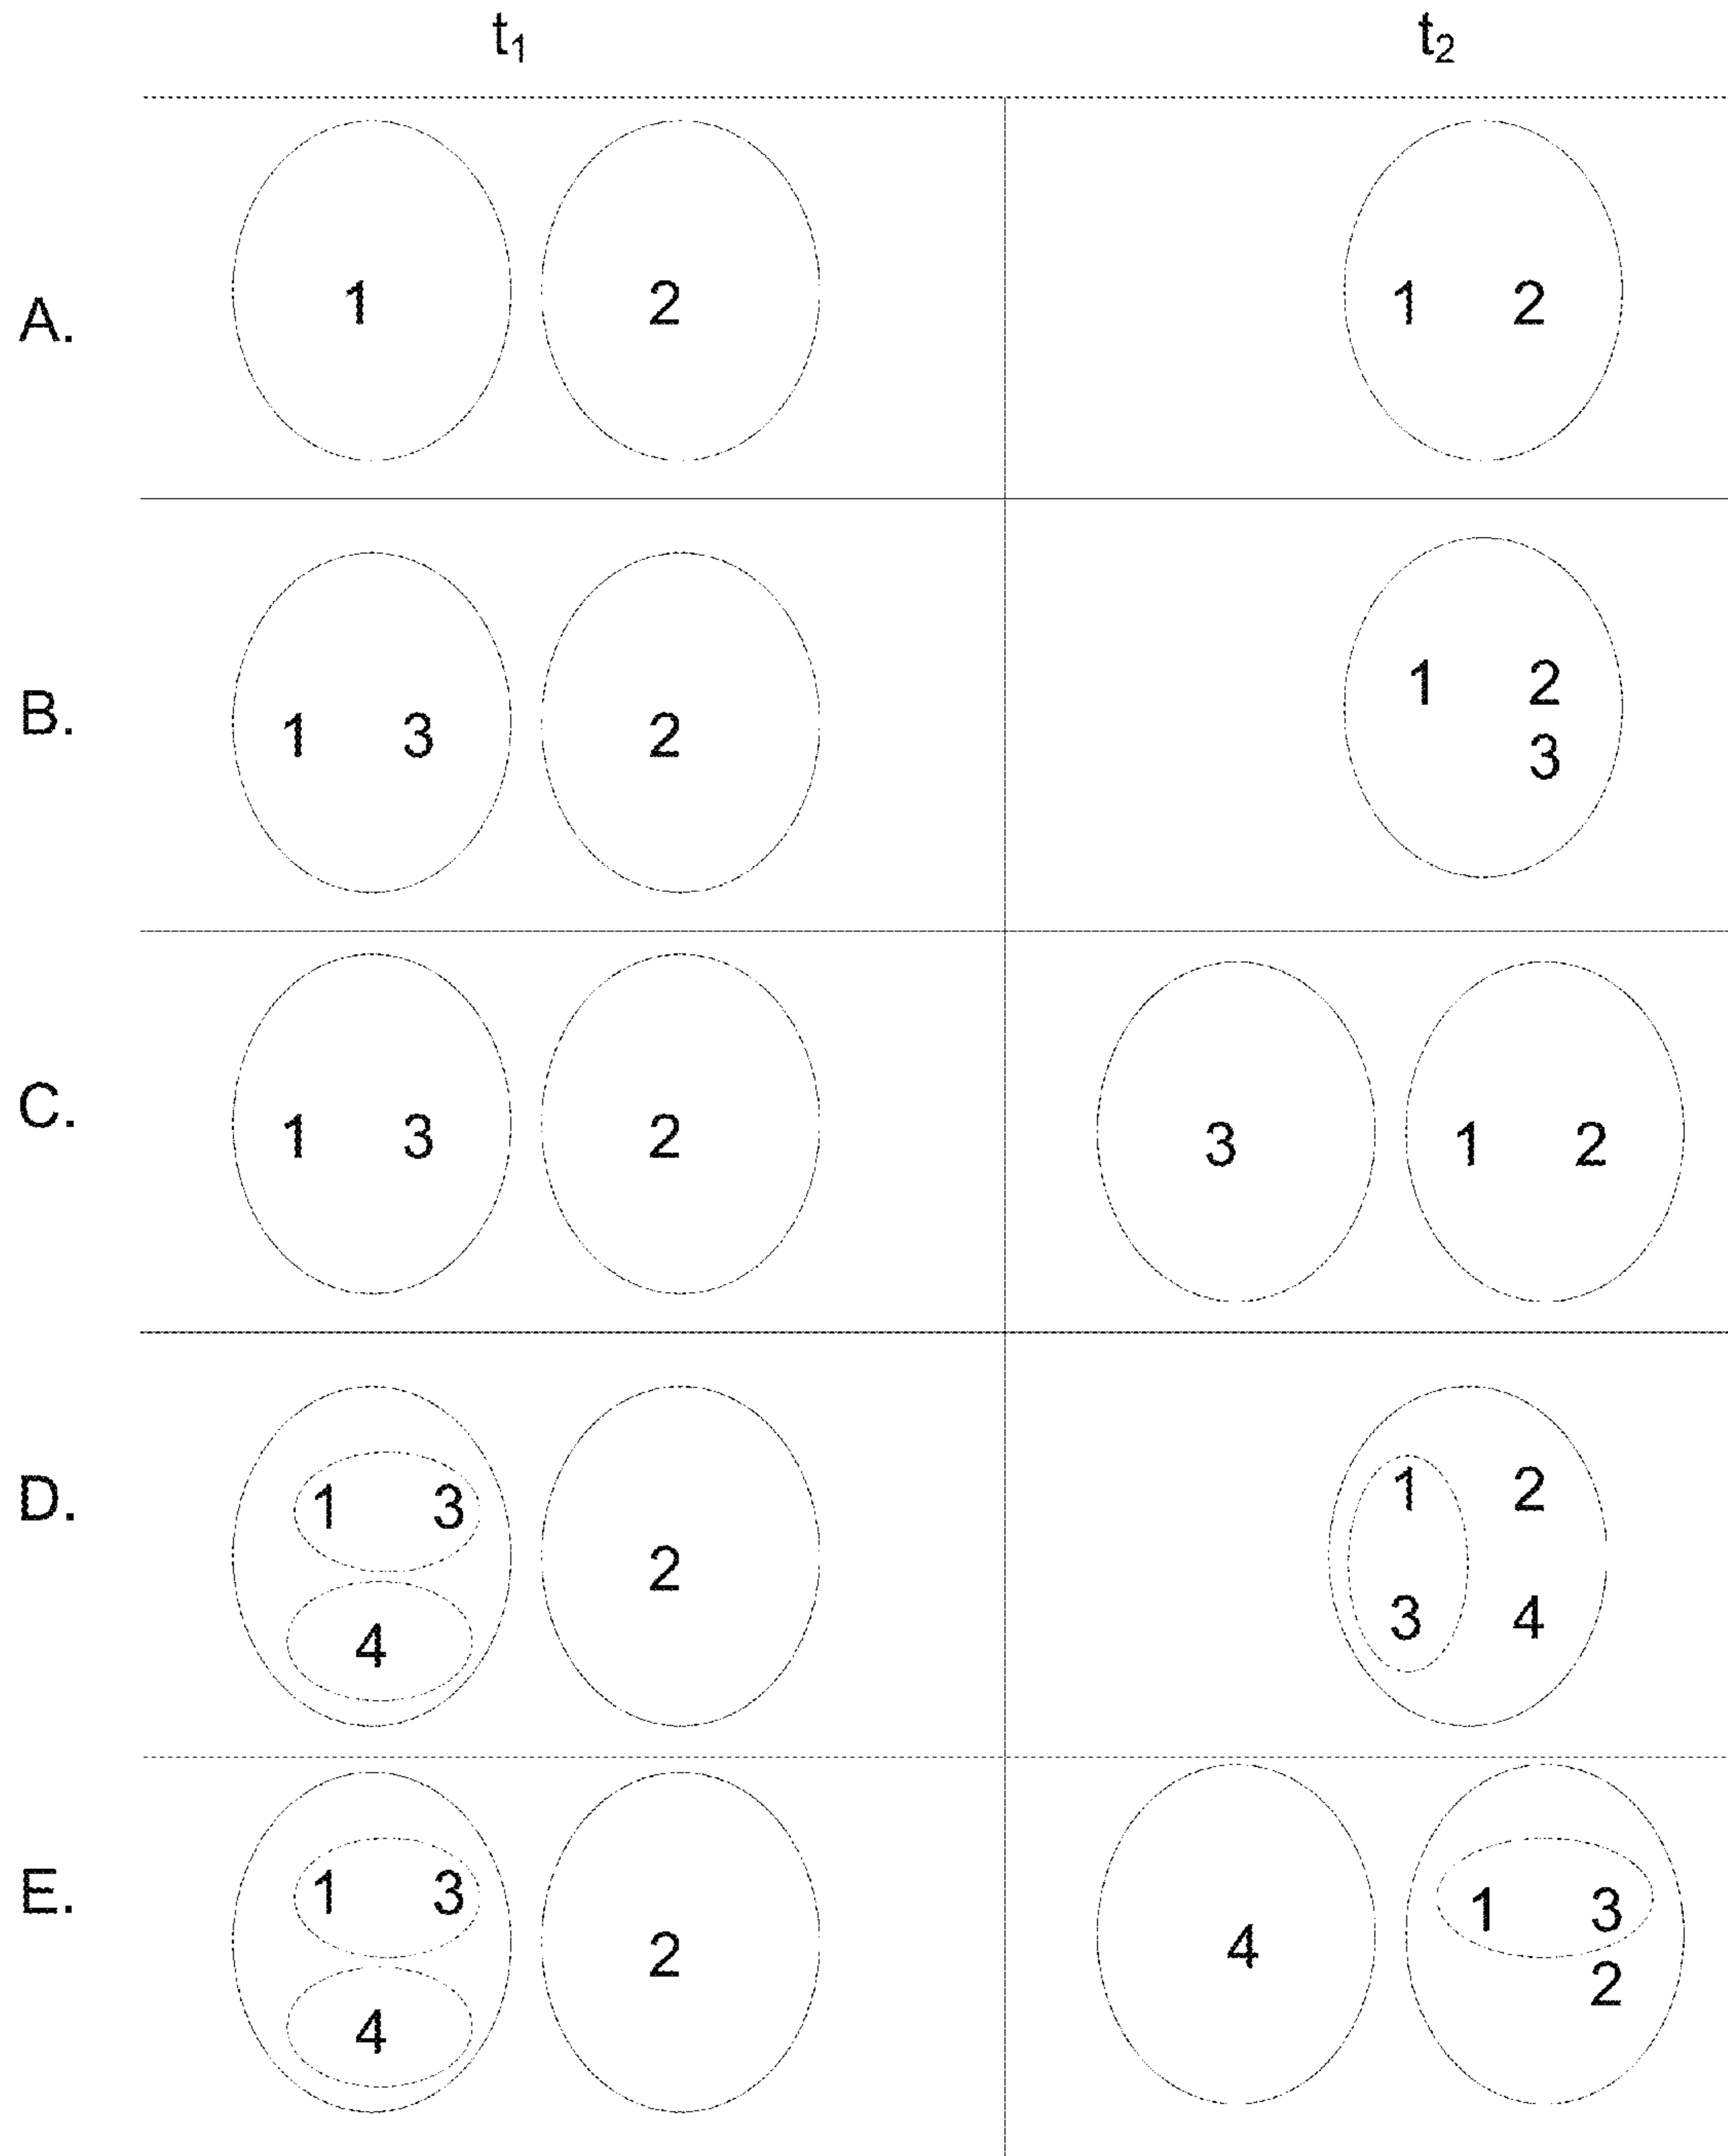 t₁ t₂
A. 1 2 1 2
1 2
B. 1 3 2 3
C. 1 3 2 3 1 2
1 2
D. 1 3 2
4 3 4
E. 1 3 2 4 1 3
4 2